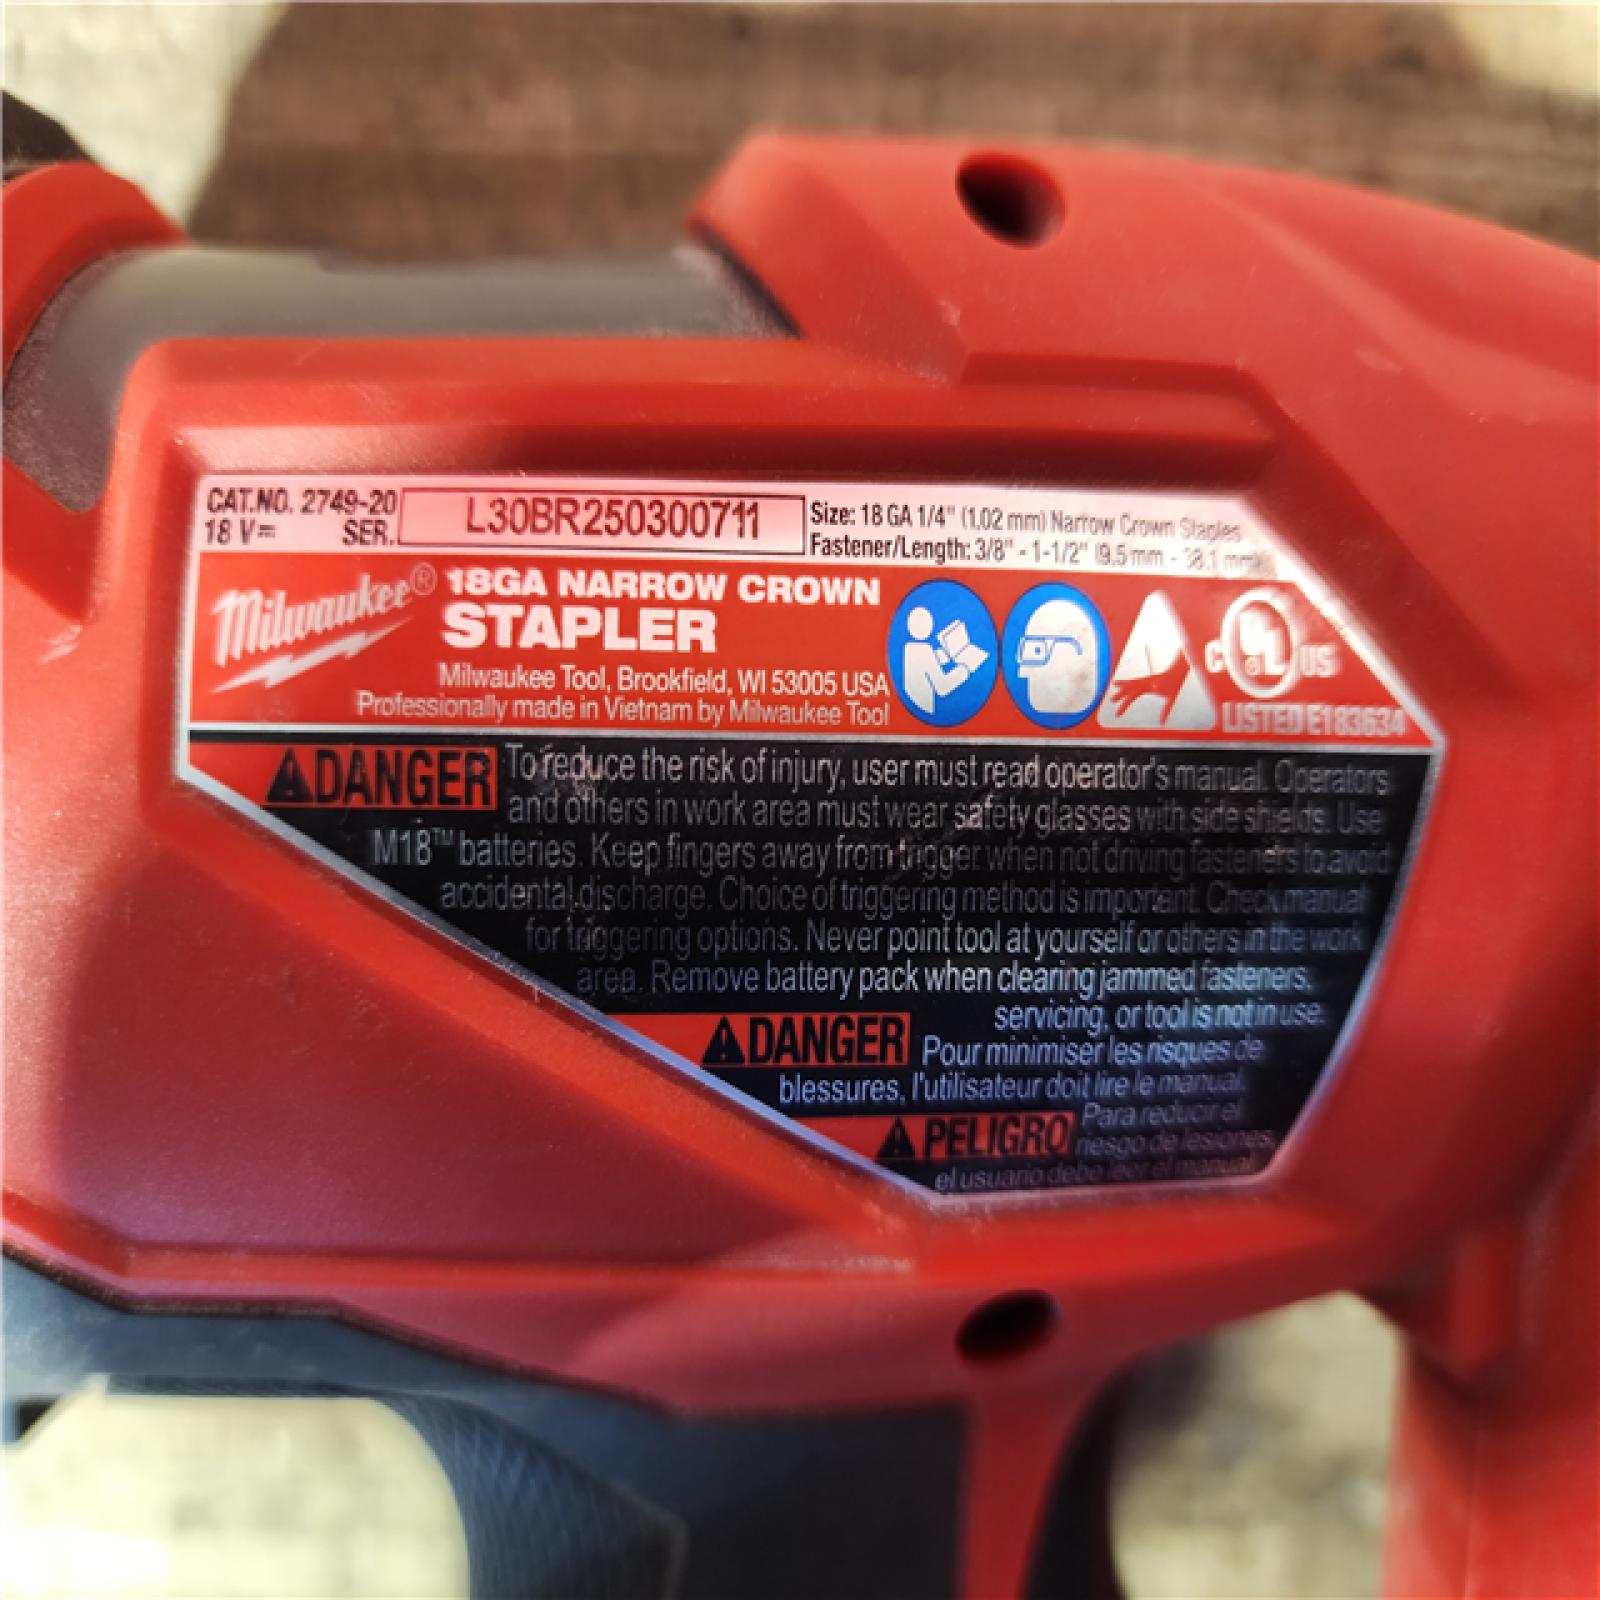 CAT.NO. 2749-20
18 V⎓ SER. L30BR250300711
Size: 18 GA 1/4" (1.02 mm) Narrow Crown Staples
Fastener/Length: 3/8" - 1-1/2" (9.5 mm - 38.1 mm)
Milwaukee®
18GA NARROW CROWN
STAPLER
Milwaukee Tool, Brookfield, WI 53005 USA
Professionally made in Vietnam by Milwaukee Tool
C UL US
LISTED E183634
DANGER To reduce the risk of injury, user must read operator's manual. Operators
and others in work area must wear safety glasses with side shields. Use
M18™ batteries. Keep fingers away from trigger when not driving fasteners to avoid
accidental discharge. Choice of triggering method is important. Check manual
for triggering options. Never point tool at yourself or others in the work
area. Remove battery pack when clearing jammed fasteners,
servicing, or tool is not in use.
DANGER Pour minimiser les risques de
blessures, l'utilisateur doit lire le manual.
PELIGRO Para reducir el
riesgo de lesiones,
el usuario debe leer el manual.